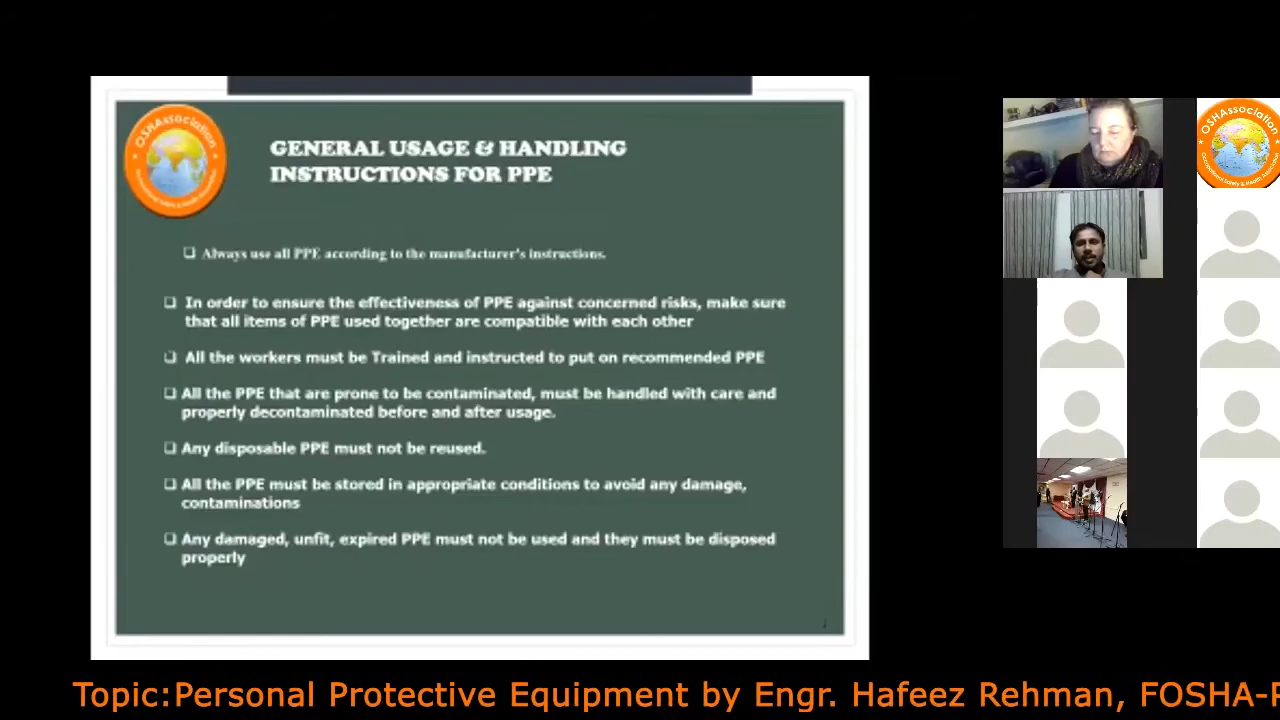 OSHAssociation
GENERAL USAGE & HANDLING
INSTRUCTIONS FOR PPE
Always use all PPE according to the manufacturer's instructions.
In order to ensure the effectiveness of PPE against concerned risks, make sure
that all items of PPE used together are compatible with each other
All the workers must be Trained and instructed to put on recommended PPE
All the PPE that are prone to be contaminated, must be handled with care and
properly decontaminated before and after usage.
Any disposable PPE must not be reused.
All the PPE must be stored in appropriate conditions to avoid any damage,
contaminations
Any damaged, unfit, expired PPE must not be used and they must be disposed
properly
OSHAssociation
Occupational Safety & Health Association
Topic:Personal Protective Equipment by Engr. Hafeez Rehman, FOSHA-